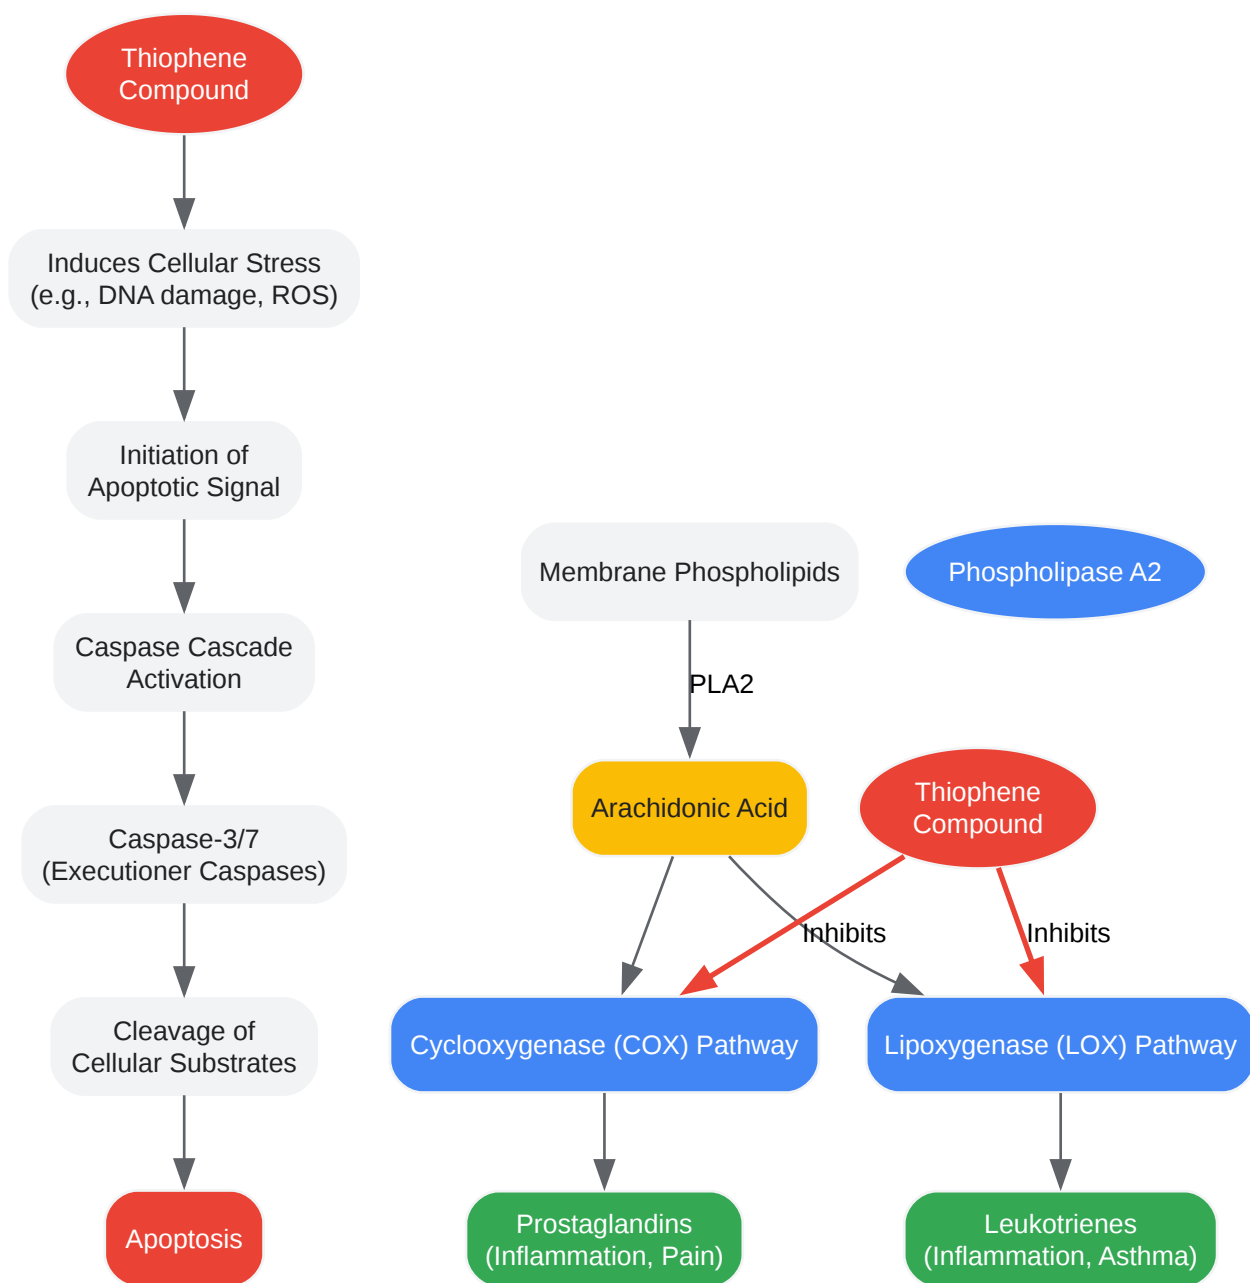 Thiophene
Compound
Induces Cellular Stress
(e.g., DNA damage, ROS)
Initiation of
Apoptotic Signal
Caspase Cascade
Activation
Caspase-3/7
(Executioner Caspases)
Cleavage of
Cellular Substrates
Apoptosis
Membrane Phospholipids
Phospholipase A2
PLA2
Arachidonic Acid
Thiophene
Compound
Inhibits
Inhibits
Cyclooxygenase (COX) Pathway
Lipoxygenase (LOX) Pathway
Prostaglandins
(Inflammation, Pain)
Leukotrienes
(Inflammation, Asthma)